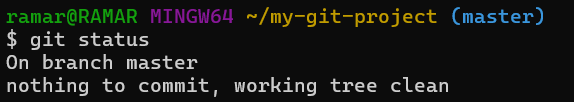 ramar@RAMAR MINGW64 ~/my-git-project (master)
$ git status
On branch master
nothing to commit, working tree clean